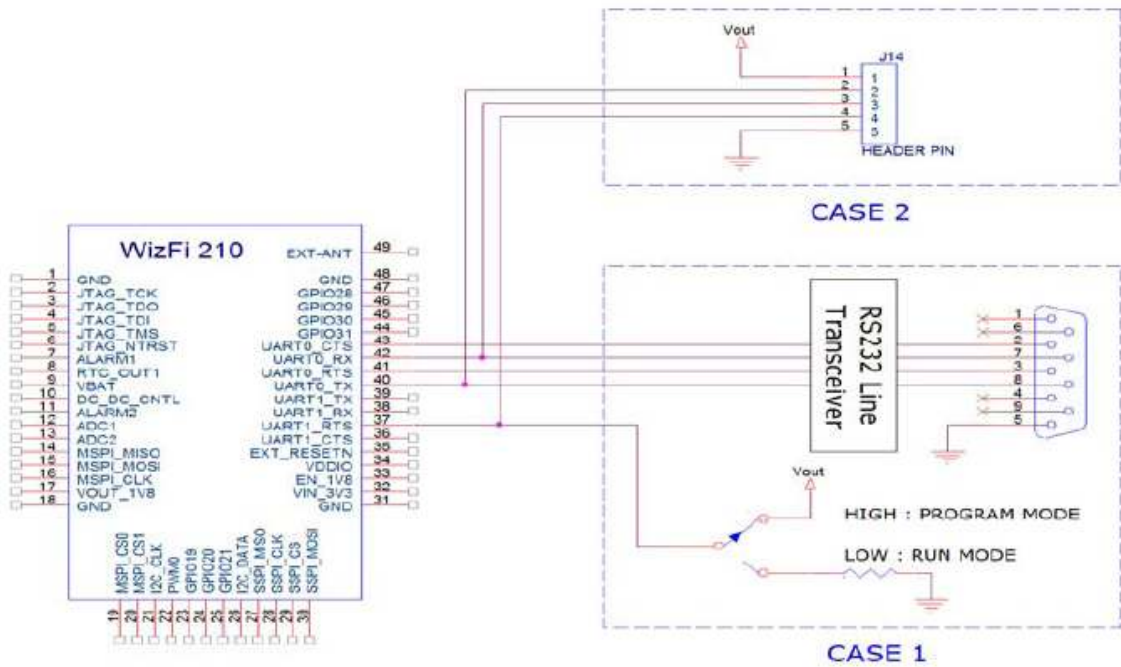 Vout
J14
1 1
2 2
3 3
4 4
5 5
HEADER PIN
CASE 2
WizFi 210
EXT-ANT 49
1 GND
2 JTAG_TCK
3 JTAG_TDO
4 JTAG_TDI
5 JTAG_TMS
6 JTAG_NTRST
7 ALARM1
8 RTC_OUT1
9 VBAT
10 DC_DC_CNTL
11 ALARM2
12 ADC1
13 ADC2
14 MSPI_MISO
15 MSPI_MOSI
16 MSPI_CLK
17 VOUT_1V8
18 GND
GND 48
GPIO28 47
GPIO29 46
GPIO30 45
GPIO31 44
UART0_CTS 43
UART0_RX 42
UART0_RTS 41
UART0_TX 40
UART1_TX 39
UART1_RX 38
UART1_RTS 37
UART1_CTS 36
EXT_RESETN 35
VDDIO 34
EN_1V8 33
VIN_3V3 32
GND 31
MSPI_CS0 19
MSPI_CS1 20
I2C_CLK 21
PWM0 22
GPIO19 23
GPIO20 24
GPIO21 25
I2C_DATA 26
SSPI_MSO 27
SSPI_CLK 28
SSPI_CS 29
SSPI_MOSI 30
RS232 Line
Transceiver
1
6
2
7
3
8
4
9
5
Vout
HIGH : PROGRAM MODE
LOW : RUN MODE
CASE 1